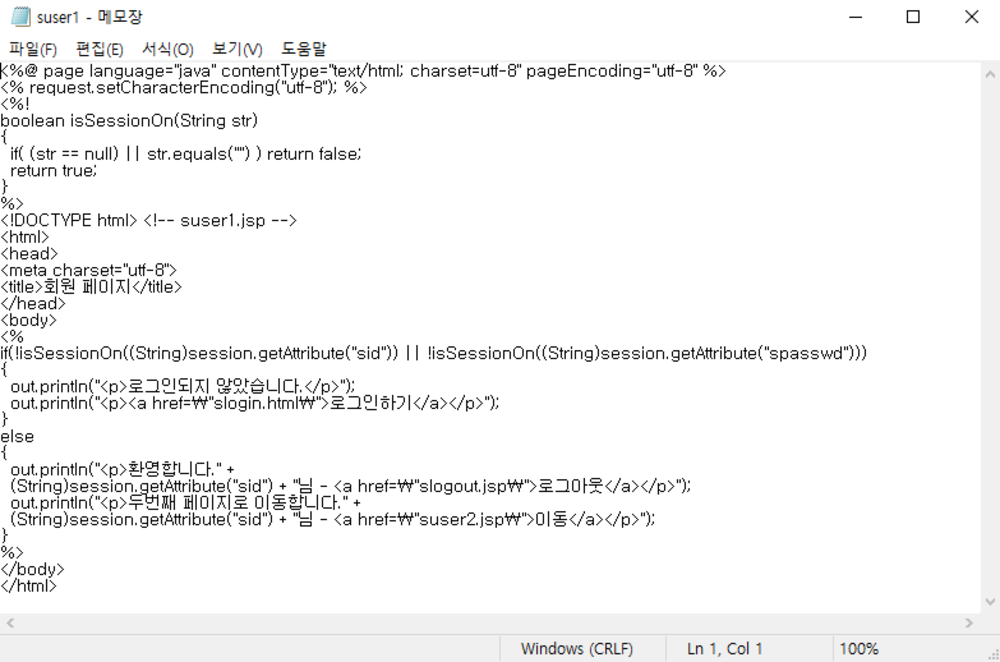 suser1 - 메모장
파일(F) 편집(E) 서식(O) 보기(V) 도움말
<%@ page language="java" contentType="text/html; charset=utf-8" pageEncoding="utf-8" %>
<% request.setCharacterEncoding("utf-8"); %>
<%!
boolean isSessionOn(String str)
{
  if( (str == null) || str.equals("") ) return false;
  return true;
}
%>
<!DOCTYPE html> <!-- suser1.jsp -->
<html>
<head>
<meta charset="utf-8">
<title>회원 페이지</title>
</head>
<body>
<%
if(!isSessionOn((String)session.getAttribute("sid")) || !isSessionOn((String)session.getAttribute("spasswd")))
{
  out.println("<p>로그인되지 않았습니다.</p>");
  out.println("<p><a href=₩"slogin.html₩">로그인하기</a></p>");
}
else
{
  out.println("<p>환영합니다." +
  (String)session.getAttribute("sid") + "님 - <a href=₩"slogout.jsp₩">로그아웃</a></p>");
  out.println("<p>두번째 페이지로 이동합니다." +
  (String)session.getAttribute("sid") + "님 - <a href=₩"suser2.jsp₩">이동</a></p>");
}
%>
</body>
</html>
Windows (CRLF) Ln 1, Col 1 100%